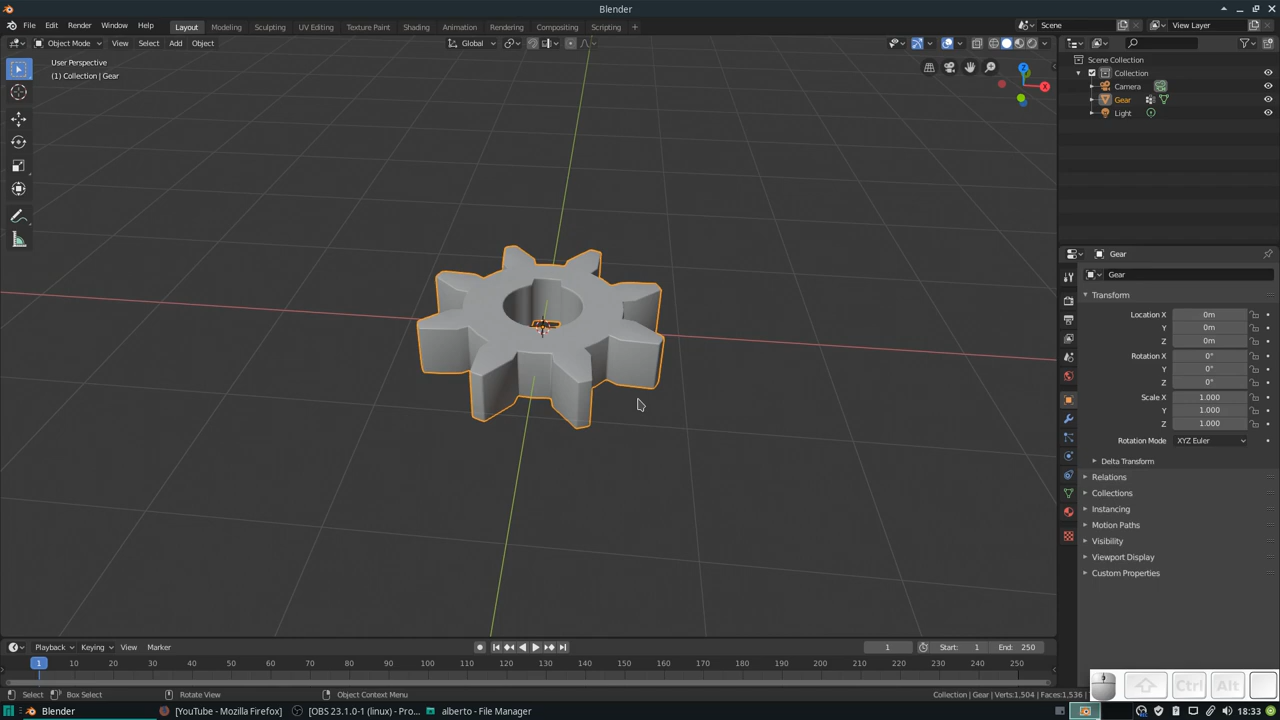 Blender
File Edit Render Window Help
Layout Modeling Sculpting UV Editing Texture Paint Shading Animation Rendering Compositing Scripting +
Scene
View Layer
Object Mode View Select Add Object
Global
User Perspective
(1) Collection | Gear
X
Z
Scene Collection
Collection
Camera
Gear
Light
Gear
Gear
Transform
Location X 0m
Y 0m
Z 0m
Rotation X 0°
Y 0°
Z 0°
Scale X 1.000
Y 1.000
Z 1.000
Rotation Mode XYZ Euler
Delta Transform
Relations
Collections
Instancing
Motion Paths
Visibility
Viewport Display
Custom Properties
Playback Keying View Marker
1
Start: 1 End: 250
1 10 20 30 40 50 60 70 80 90 100 110 120 130 140 150 160 170 180 190 200 210 220 230 240 250
Select Box Select Rotate View Object Context Menu
Collection | Gear | Verts:1,504 | Faces:1,536
Ctrl Alt
Blender [YouTube - Mozilla Firefox] [OBS 23.1.0-1 (linux) - Pro... alberto - File Manager
18:33